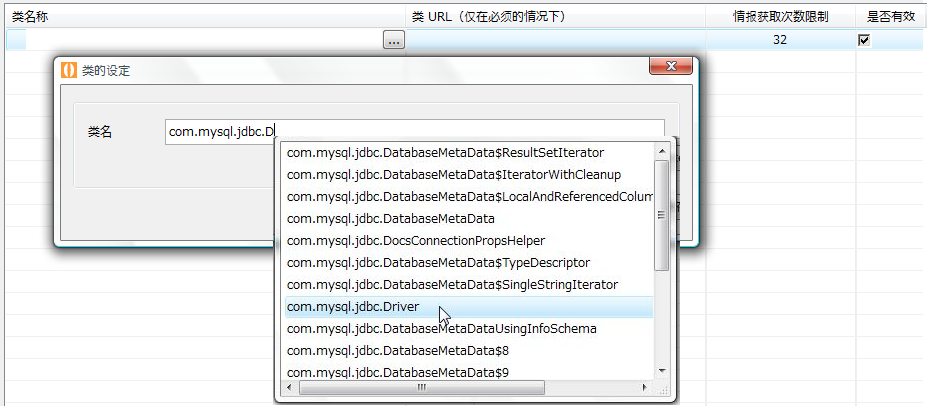 类名称 类 URL（仅在必须的情况下） 情报获取次数限制 是否有效
... 32
类的设定
类名 com.mysql.jdbc.D
com.mysql.jdbc.DatabaseMetaData$ResultSetIterator
com.mysql.jdbc.DatabaseMetaData$IteratorWithCleanup
com.mysql.jdbc.DatabaseMetaData$LocalAndReferencedColum
com.mysql.jdbc.DatabaseMetaData
com.mysql.jdbc.DocsConnectionPropsHelper
com.mysql.jdbc.DatabaseMetaData$TypeDescriptor
com.mysql.jdbc.DatabaseMetaData$SingleStringIterator
com.mysql.jdbc.Driver
com.mysql.jdbc.DatabaseMetaDataUsingInfoSchema
com.mysql.jdbc.DatabaseMetaData$8
com.mysql.jdbc.DatabaseMetaData$9